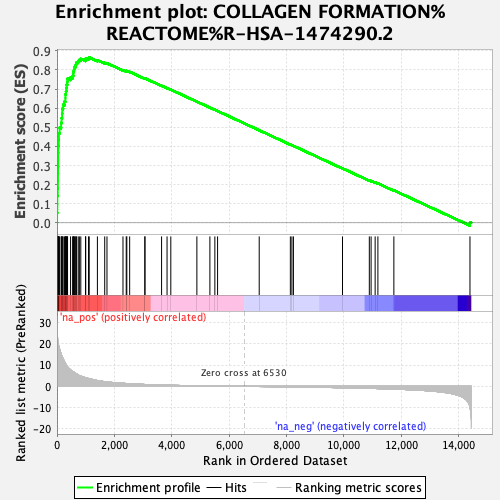 Enrichment plot: COLLAGEN FORMATION%
REACTOME%R-HSA-1474290.2
Enrichment score (ES)
0.9
0.8
0.7
0.6
0.5
0.4
0.3
0.2
0.1
0.0
Ranked list metric (PreRanked)
30
20
10
0
-10
-20
'na_pos' (positively correlated)
Zero cross at 6530
'na_neg' (negatively correlated)
0 2,000 4,000 6,000 8,000 10,000 12,000 14,000
Rank in Ordered Dataset
Enrichment profile Hits Ranking metric scores